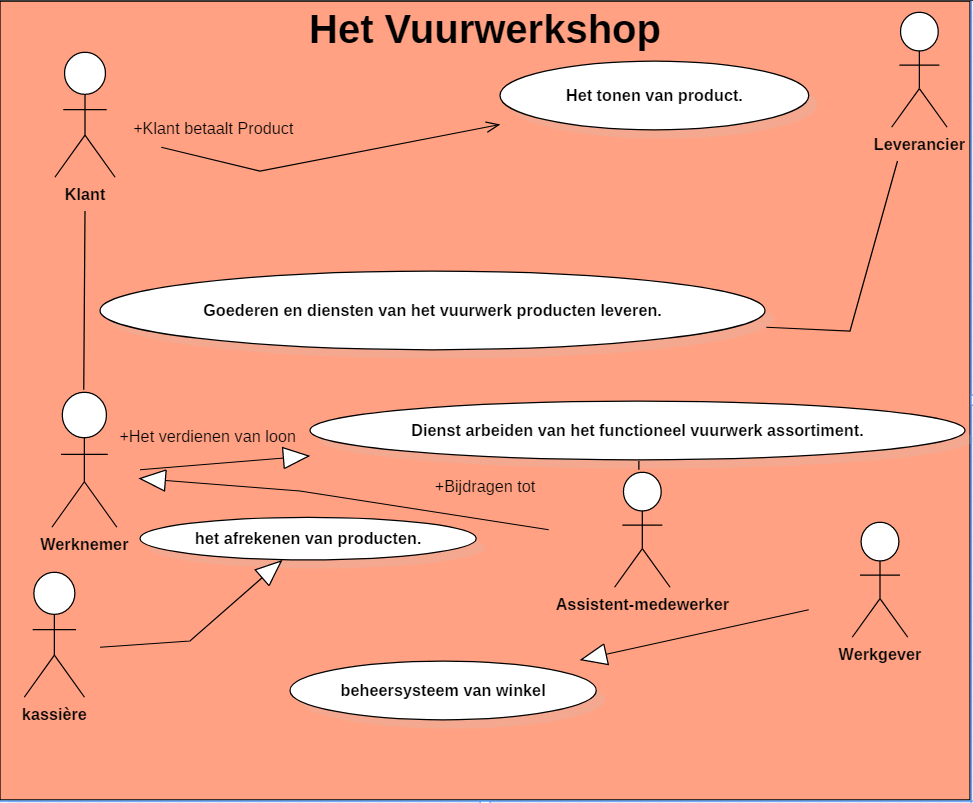 Het Vuurwerkshop
Het tonen van product.
+Klant betaalt Product
Leverancier
Klant
Goederen en diensten van het vuurwerk producten leveren.
+Het verdienen van loon
Dienst arbeiden van het functioneel vuurwerk assortiment.
+Bijdragen tot
Werknemer
het afrekenen van producten.
Assistent-medewerker
Werkgever
beheersysteem van winkel
kassière